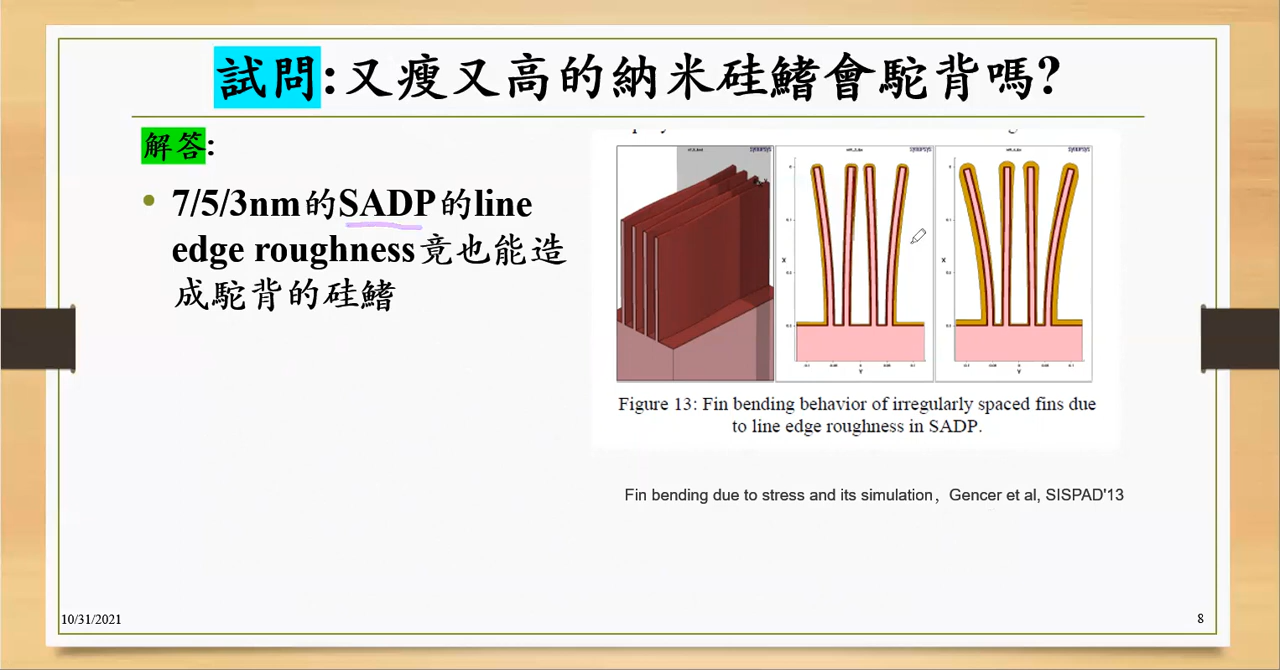 試問:又瘦又高的納米硅鰭會駝背嗎?
解答:
• 7/5/3nm的SADP的line
edge roughness竟也能造
成駝背的硅鰭
SYNOPSYS
SYNOPSYS
SYNOPSYS
X
Y
X
Y
Figure 13: Fin bending behavior of irregularly spaced fins due
to line edge roughness in SADP.
Fin bending due to stress and its simulation，Gencer et al, SISPAD'13
10/31/2021
8